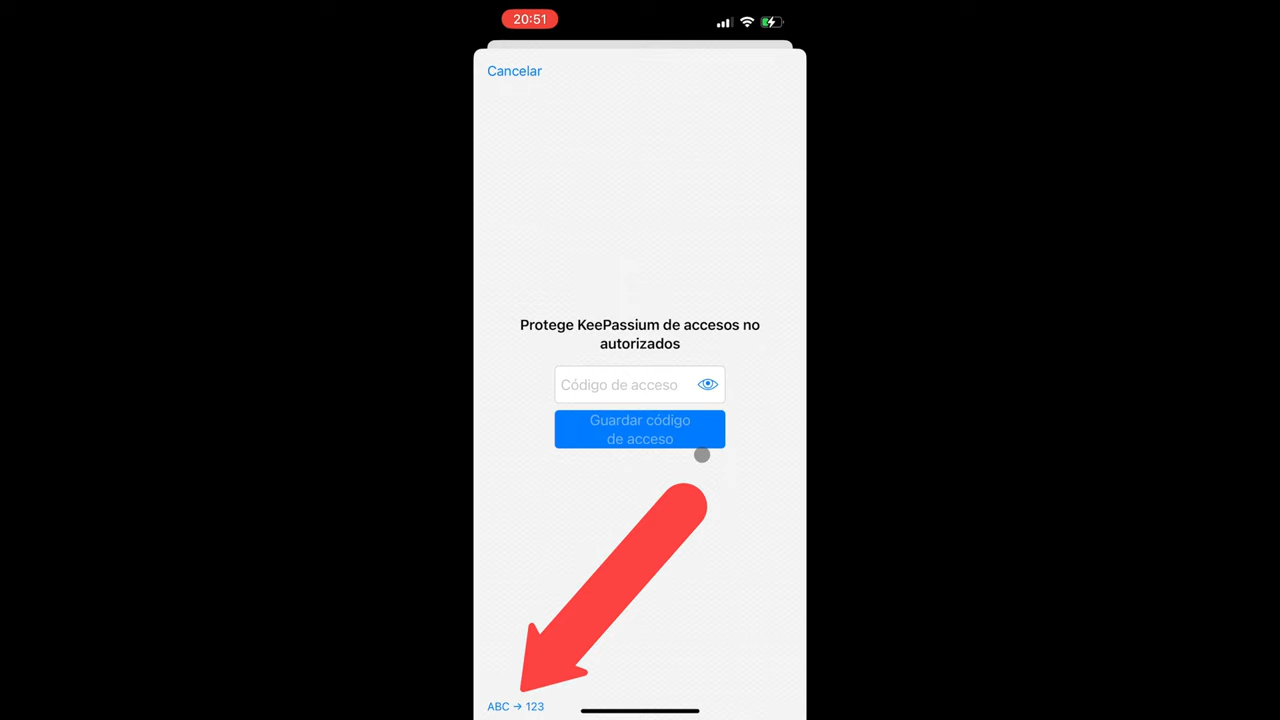 20:51
Cancelar
Protege KeePassium de accesos no
autorizados
Código de acceso
Guardar código
de acceso
ABC → 123